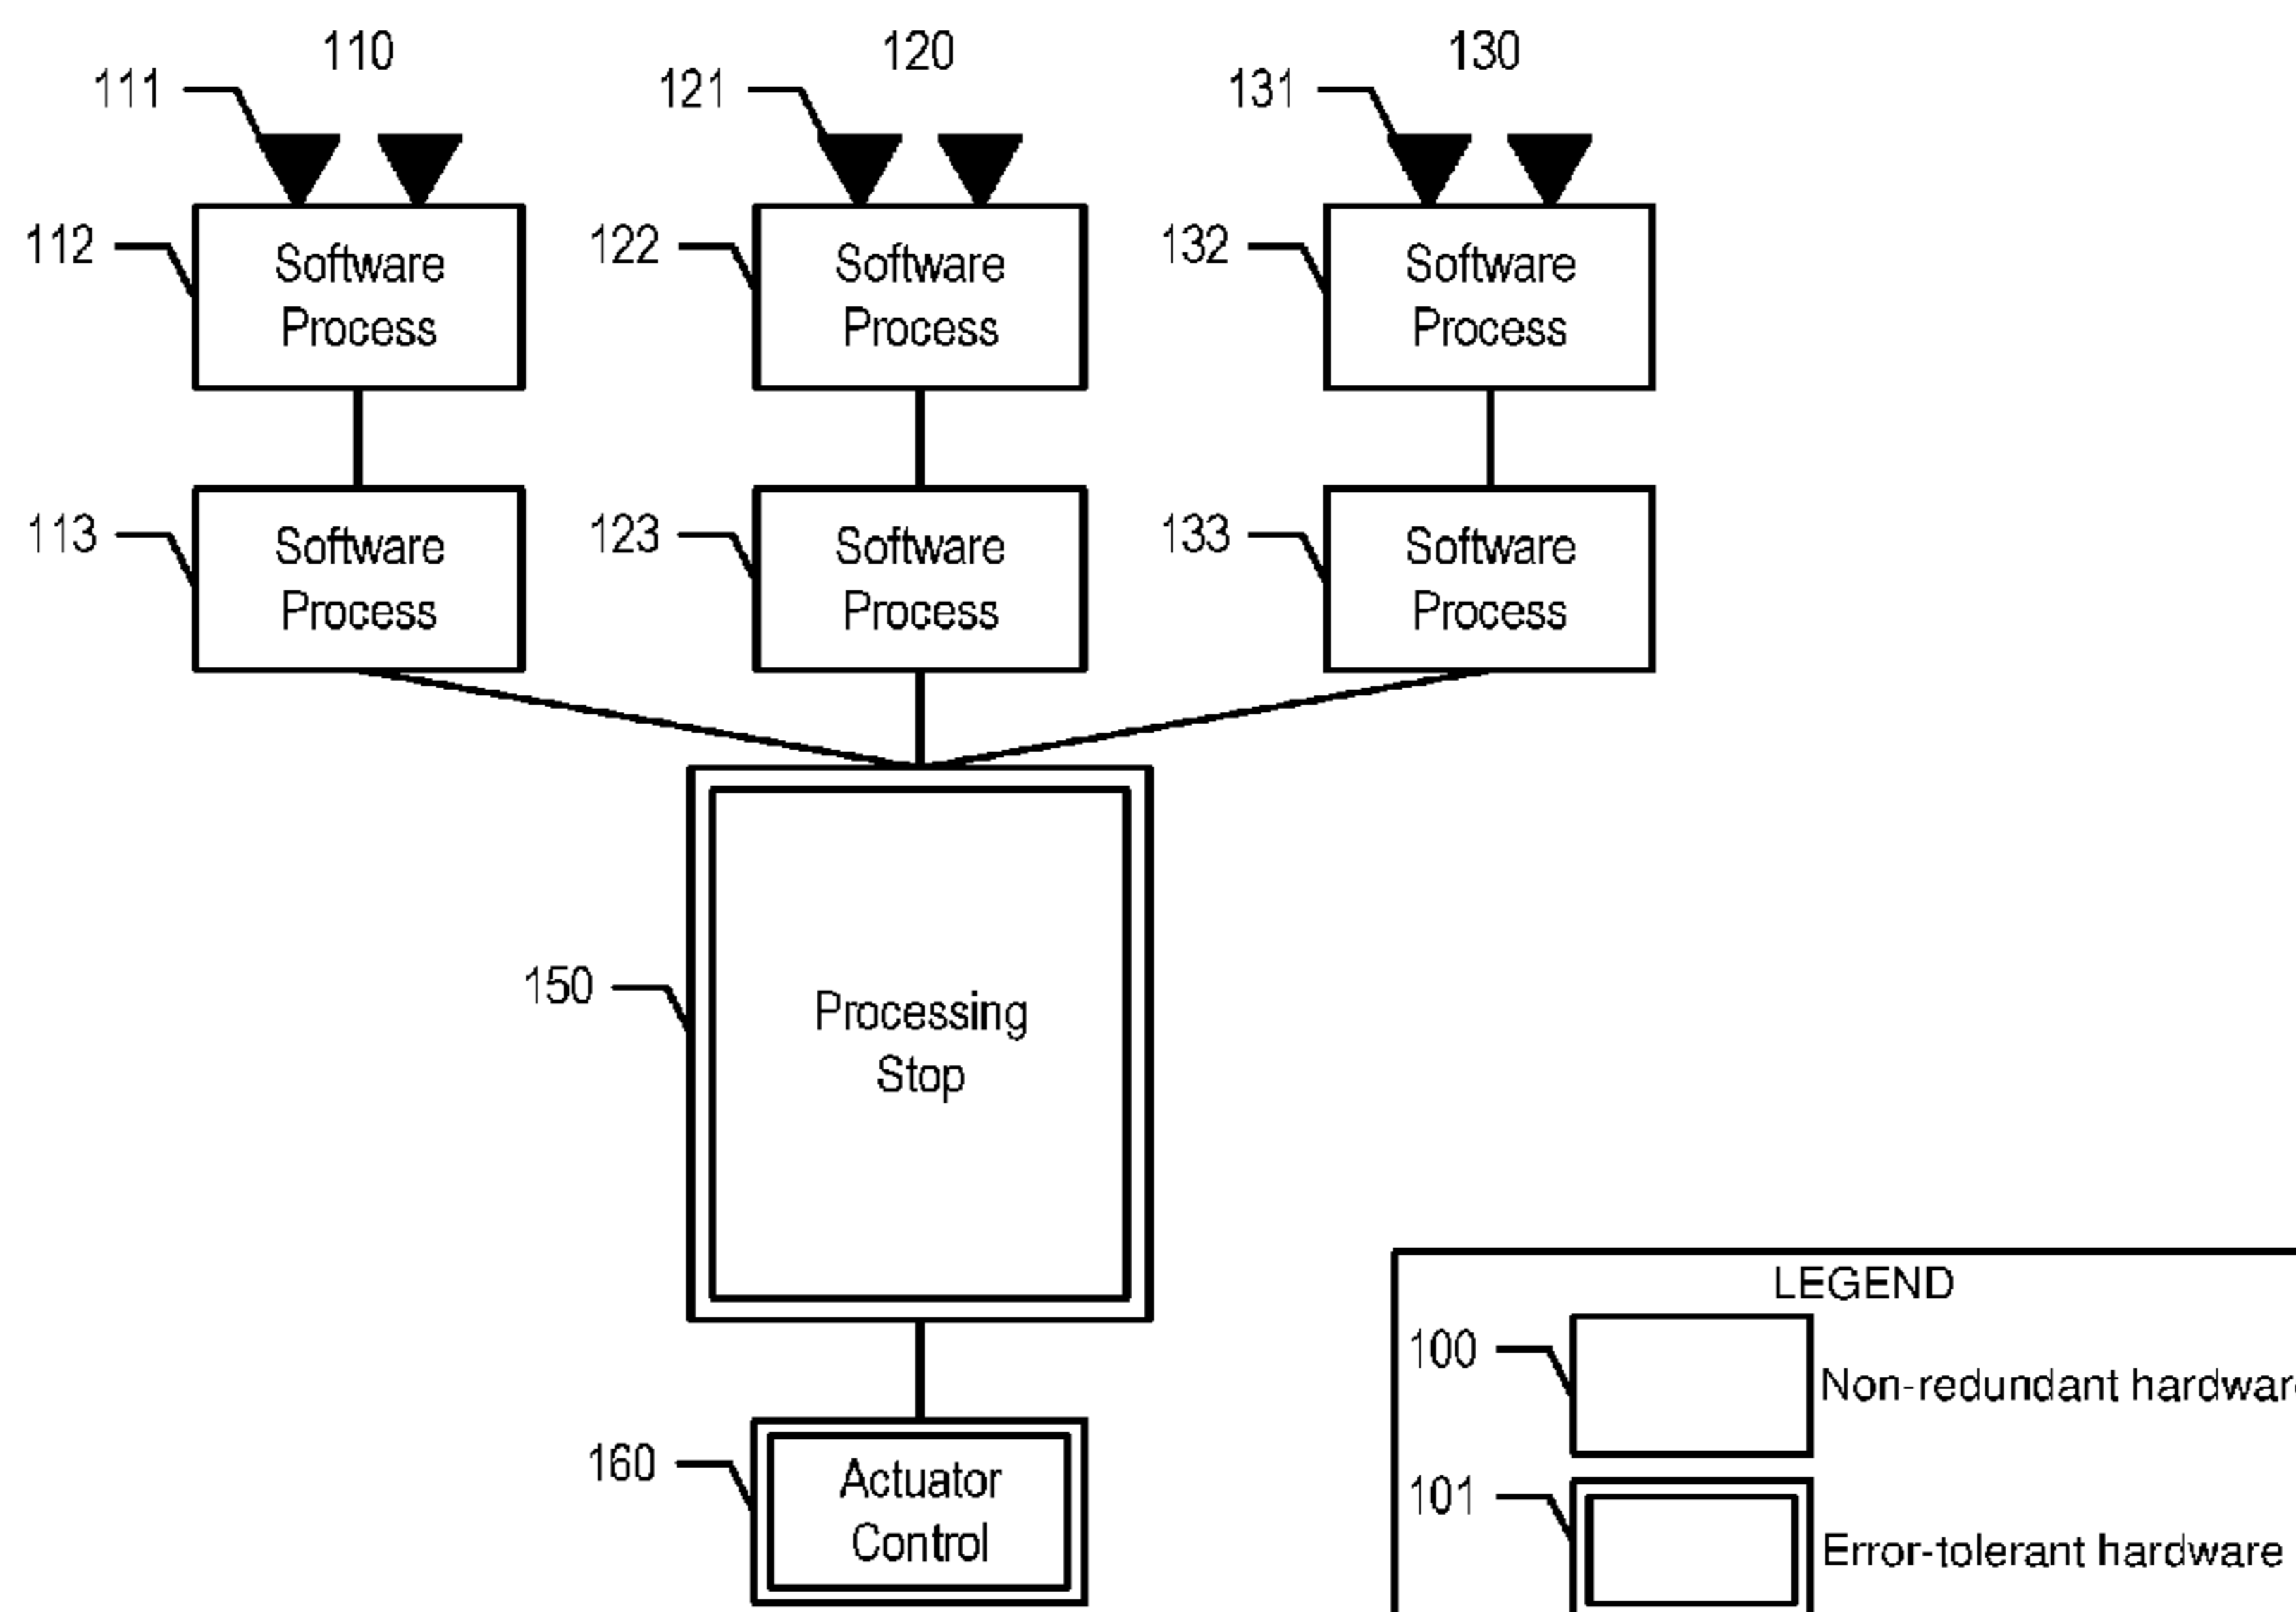 110
120
130
111
121
131
112
Software
Process
122
Software
Process
132
Software
Process
113
Software
Process
123
Software
Process
133
Software
Process
150
Processing
Stop
LEGEND
100
Non-redundant
160
Actuator
Control
101
Error-tolerant hardware